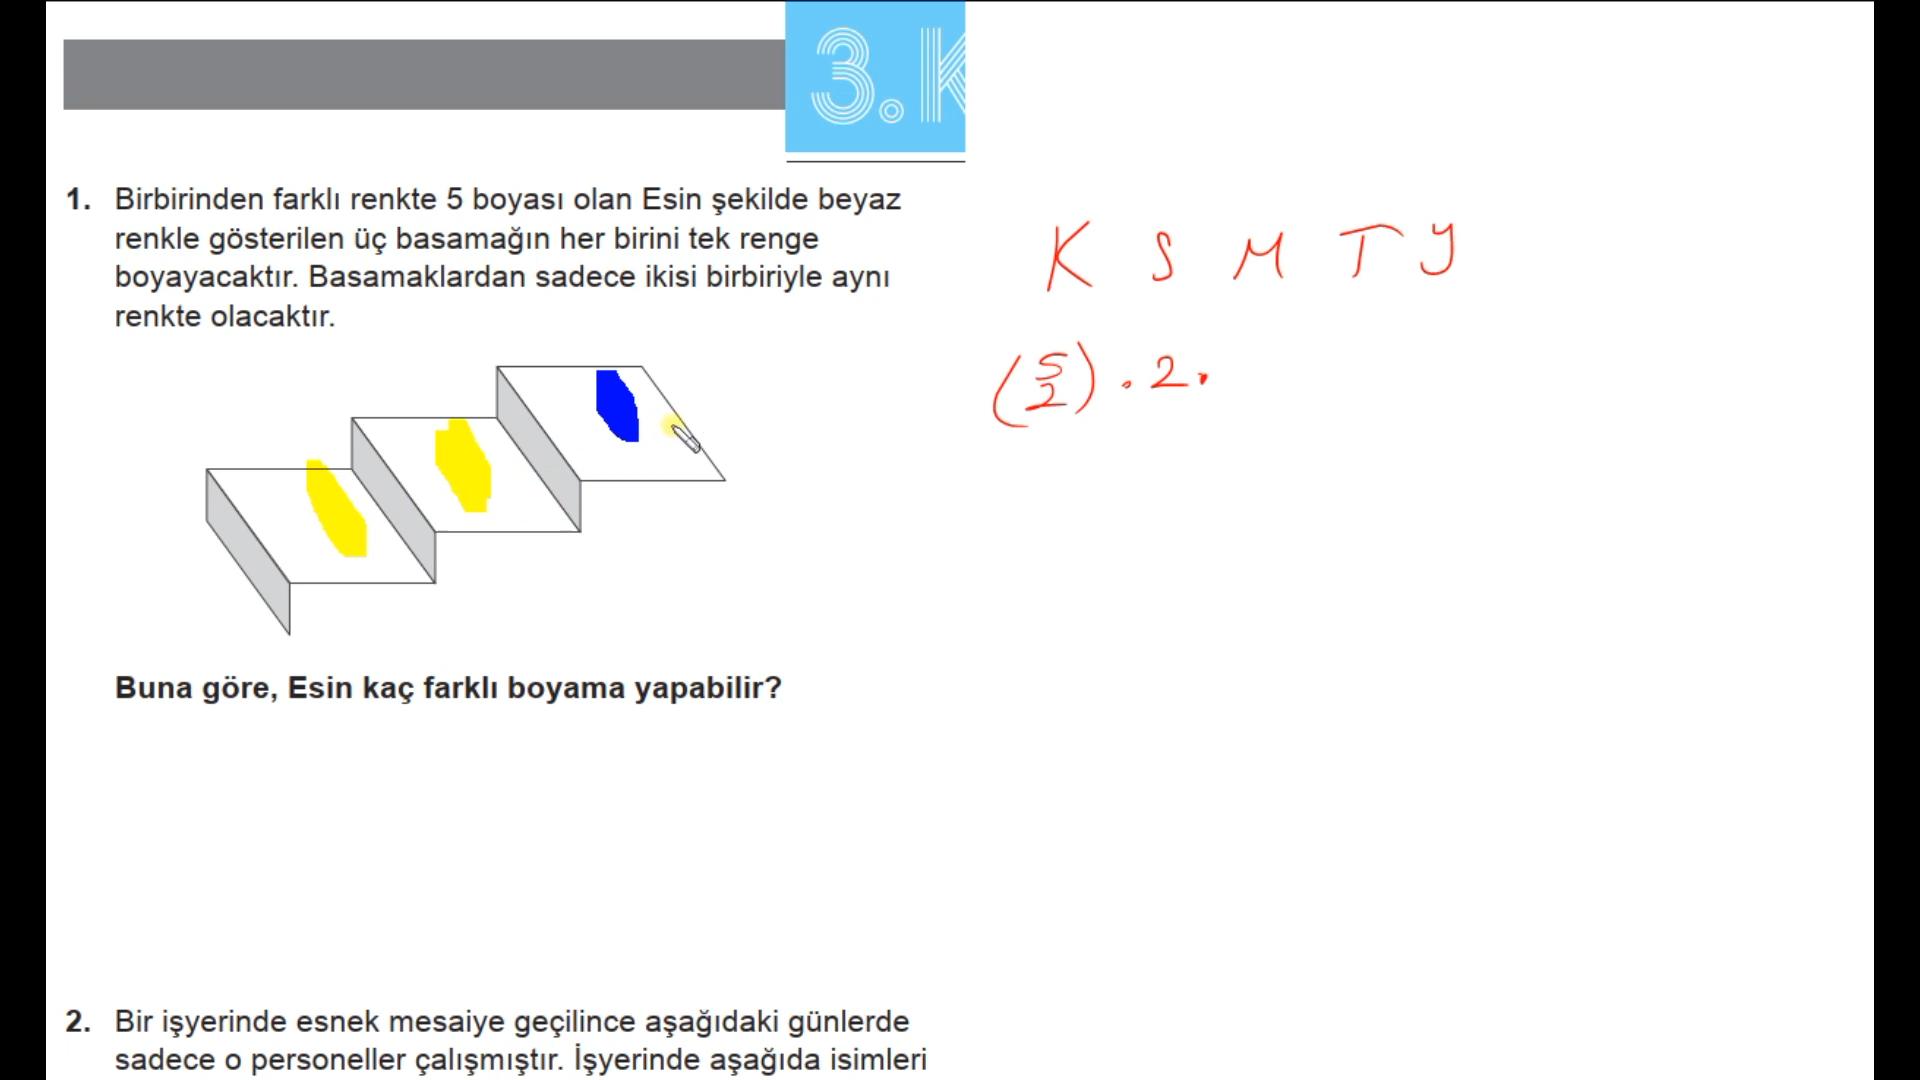 3.K
1. Birbirinden farklı renkte 5 boyası olan Esin şekilde beyaz
renkle gösterilen üç basamağın her birini tek renge
boyayacaktır. Basamaklardan sadece ikisi birbiriyle aynı
renkte olacaktır.
K S M T Y
(5 2) . 2 .
Buna göre, Esin kaç farklı boyama yapabilir?
2. Bir işyerinde esnek mesaiye geçilince aşağıdaki günlerde
sadece o personeller çalışmıştır. İşyerinde aşağıda isimleri